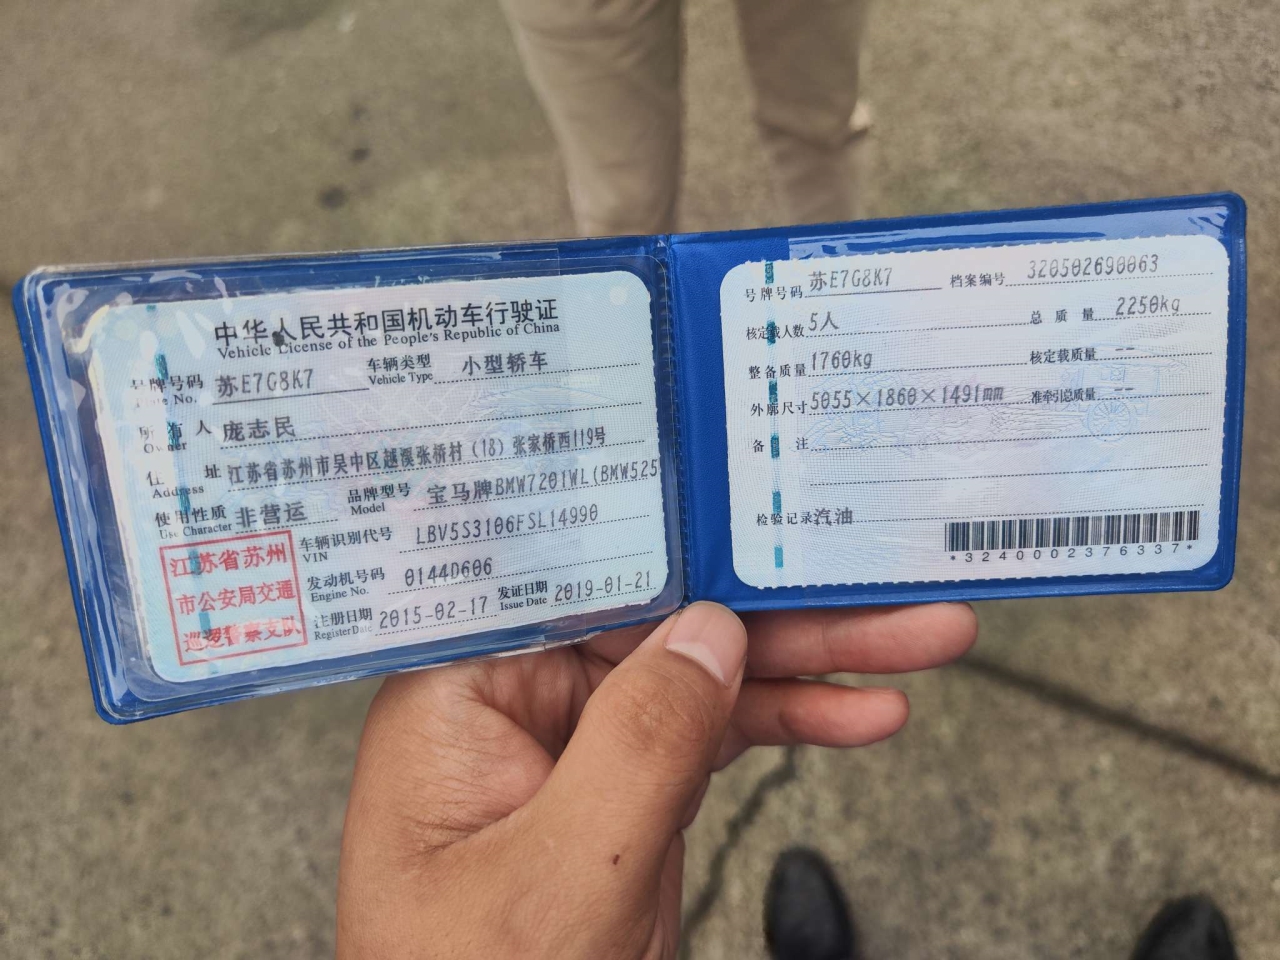 中华人民共和国机动车行驶证
Vehicle License of the People's Republic of China
号牌号码 苏E7G8K7 车辆类型 小型轿车
Plate No. Vehicle Type
所有人 庞志民
Owner
住址 江苏省苏州市吴中区越溪张桥村(18)张家桥西119号
Address
使用性质 非营运 品牌型号 宝马牌BMW7201WL(BMW525
Use Character Model
江苏省苏州
市公安局交通
巡逻警察支队
车辆识别代号 LBV5S3106FSL14990
VIN
发动机号码 0144D606
Engine No.
注册日期 2015-02-17 发证日期 2019-01-21
Register Date Issue Date
号牌号码 苏E7G8K7 档案编号 320502690063
核定载人数 5人 总质量 2250kg
整备质量 1760kg 核定载质量 --
外廓尺寸 5055×1860×1491mm 准牵引总质量 --
备注
检验记录 汽油
*3240002376337*